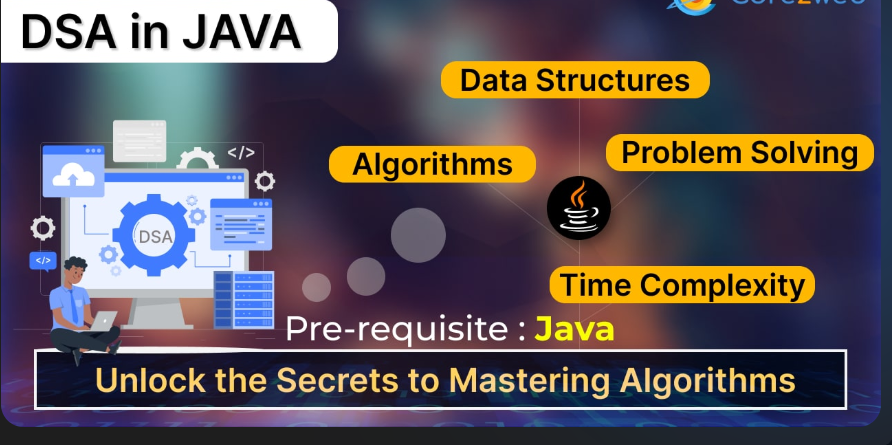 DSA in JAVA
Data Structures
Problem Solving
Algorithms
</>
DSA
</>
Time Complexity
Pre-requisite : Java
Unlock the Secrets to Mastering Algorithms